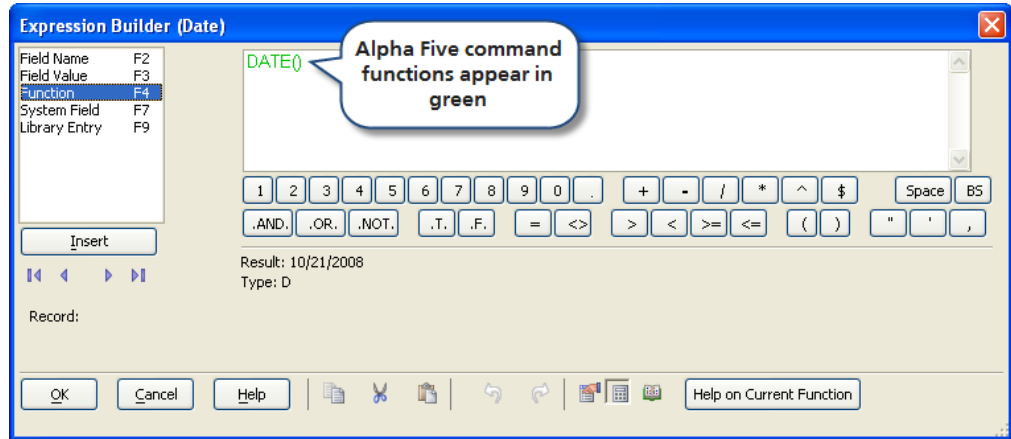 Expression Builder (Date)
Field Name F2
Field Value F3
Function F4
System Field F7
Library Entry F9
Insert
Record:
DATE()
Alpha Five command
functions appear in
green
1 2 3 4 5 6 7 8 9 0 . + - / * ^ $ Space BS
.AND. .OR. .NOT. .T. .F. = <> > < >= <= ( ) " ' ,
Result: 10/21/2008
Type: D
OK Cancel Help Help on Current Function